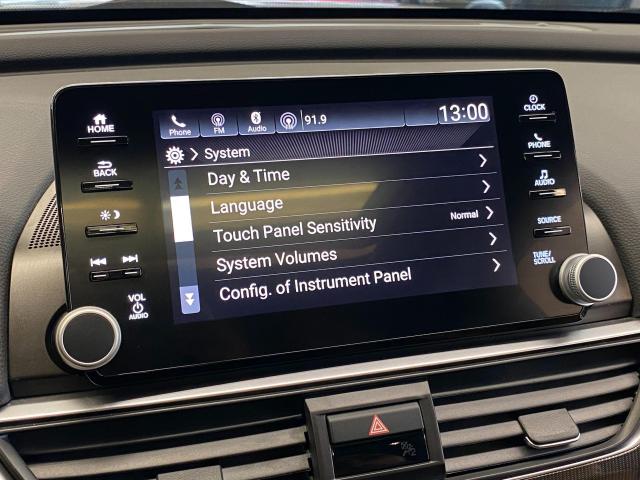 HOME
BACK
VOL
AUDIO
Phone FM Audio FM 91.9 13:00
System
Day & Time
Language
Touch Panel Sensitivity Normal
System Volumes
Config. of Instrument Panel
CLOCK
PHONE
AUDIO
SOURCE
TUNE/
SCROLL